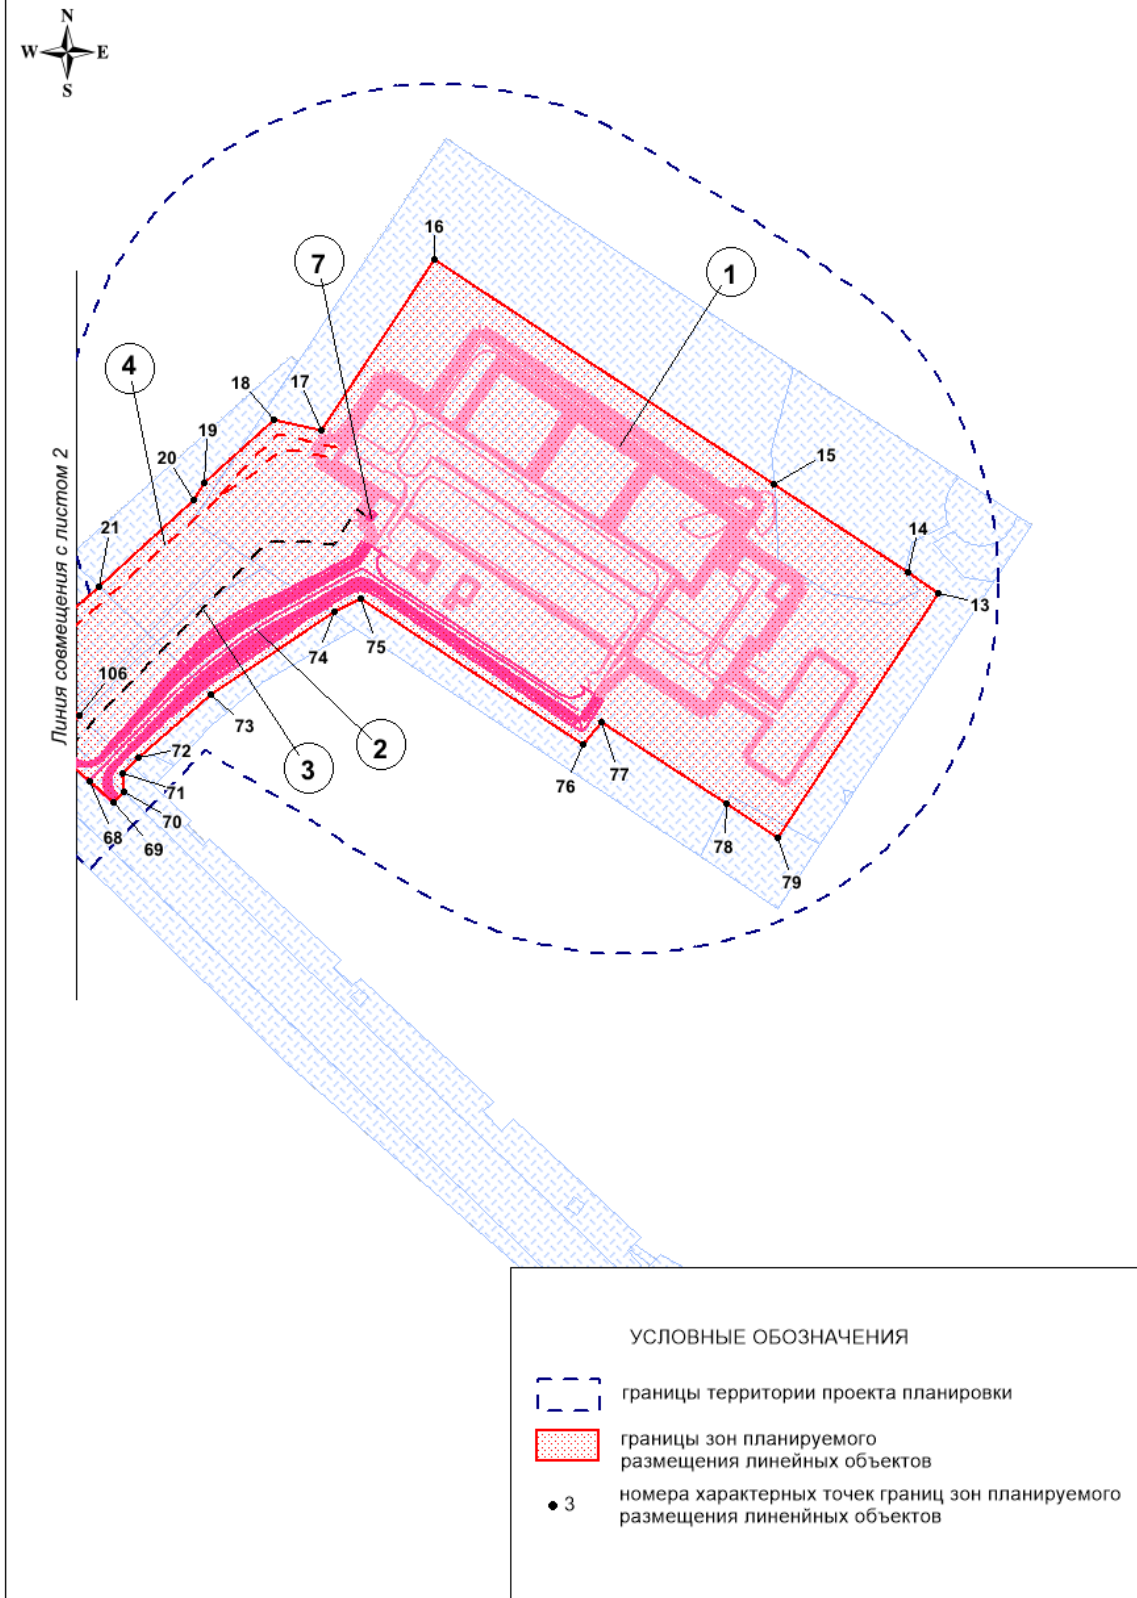 N
W E
S
16
7
1
4
18
17
19
20
15
21
14
13
Линия совмещения с листом 2
106
74
75
73
72
2
3
76
77
71
70
68
69
78
79
УСЛОВНЫЕ ОБОЗНАЧЕНИЯ
границы территории проекта планировки
границы зон планируемого
размещения линейных объектов
3
номера характерных точек границ зон планируемого
размещения линенйных объектов